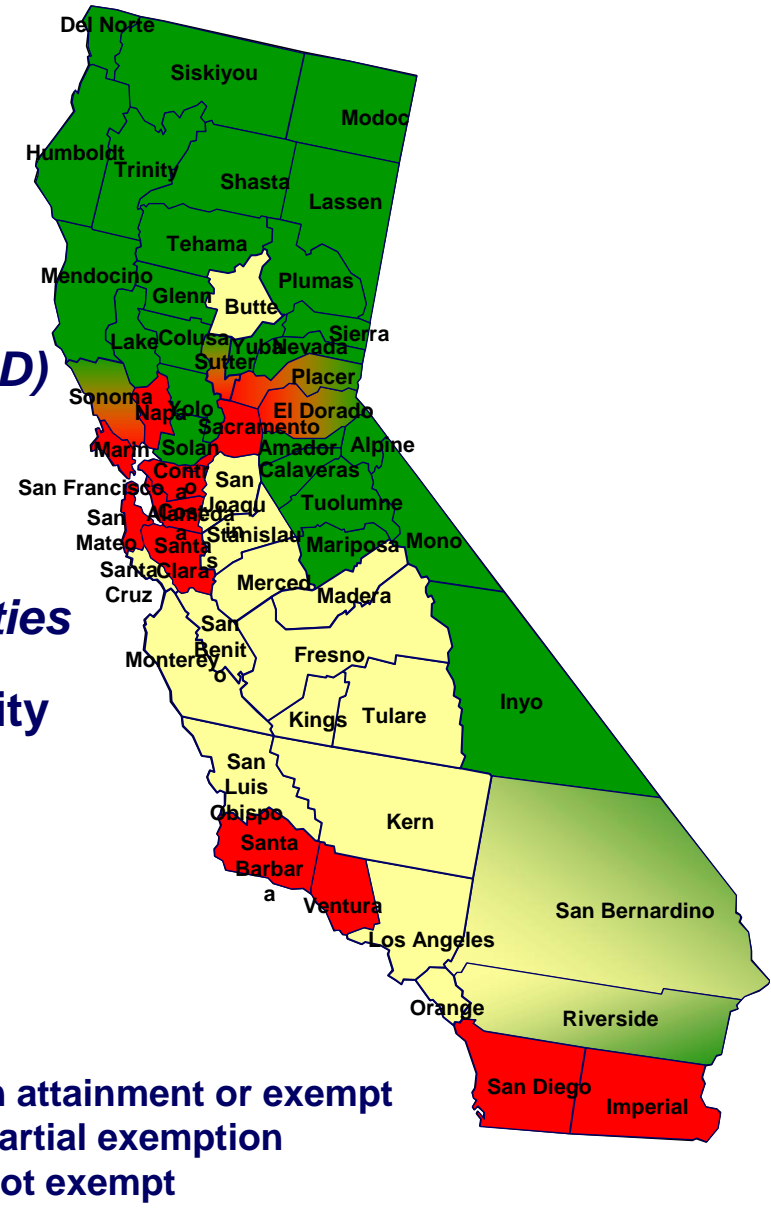 Del Norte
Siskiyou
Modoc
Humboldt
Trinity
Shasta
Lassen
Tehama
Mendocino
Plumas
Glenn
Butte
Sierra
Lake
Colusa
Yuba
Nevada
D)
Sutter
Placer
Sonoma
Napa
Yolo
El Dorado
Sacramento
Marin
Solan
o
Amador
Alpine
Contr
a
Costa
Calaveras
San
Joaqu
in
San Francisco
Tuolumne
Alameda
San
Mateo
Stanislau
s
Mariposa
Mono
Santa
Clara
Santa
Cruz
Merced
Madera
ties
San
Benit
o
Monterey
Fresno
Inyo
ity
Kings
Tulare
San
Luis
Obispo
Kern
Santa
Barbar
a
Ventura
San Bernardino
Los Angeles
Orange
Riverside
San Diego
Imperial
n attainment or exempt
artial exemption
ot exempt